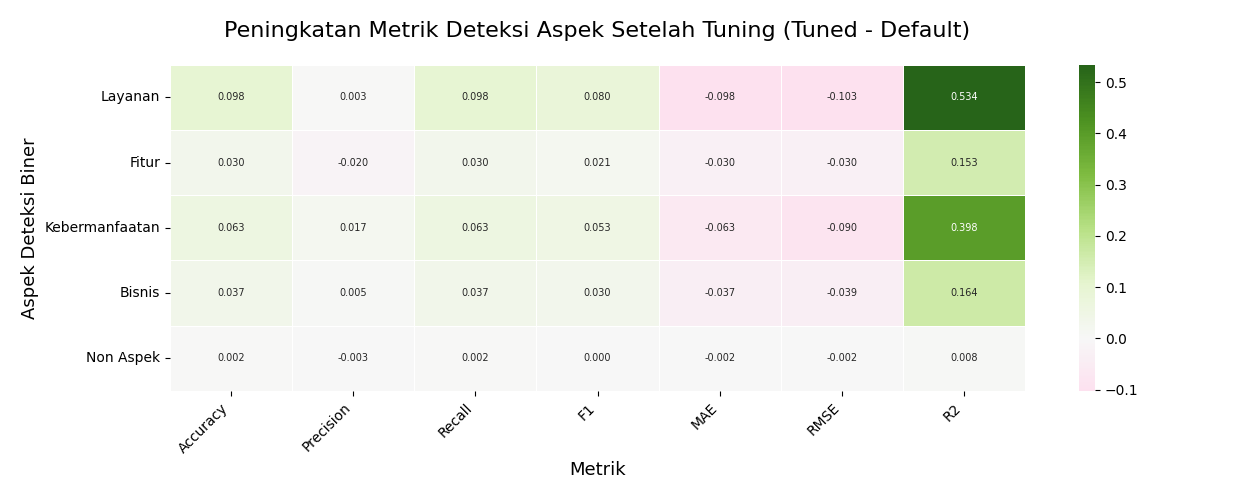 Peningkatan Metrik Deteksi Aspek Setelah Tuning (Tuned - Default)
Aspek Deteksi Biner
Layanan 0.098 0.003 0.098 0.080 -0.098 -0.103 0.534
Fitur 0.030 -0.020 0.030 0.021 -0.030 -0.030 0.153
Kebermanfaatan 0.063 0.017 0.063 0.053 -0.063 -0.090 0.398
Bisnis 0.037 0.005 0.037 0.030 -0.037 -0.039 0.164
Non Aspek 0.002 -0.003 0.002 0.000 -0.002 -0.002 0.008
Accuracy Precision Recall F1 MAE RMSE R2
Metrik
0.5
0.4
0.3
0.2
0.1
0.0
−0.1